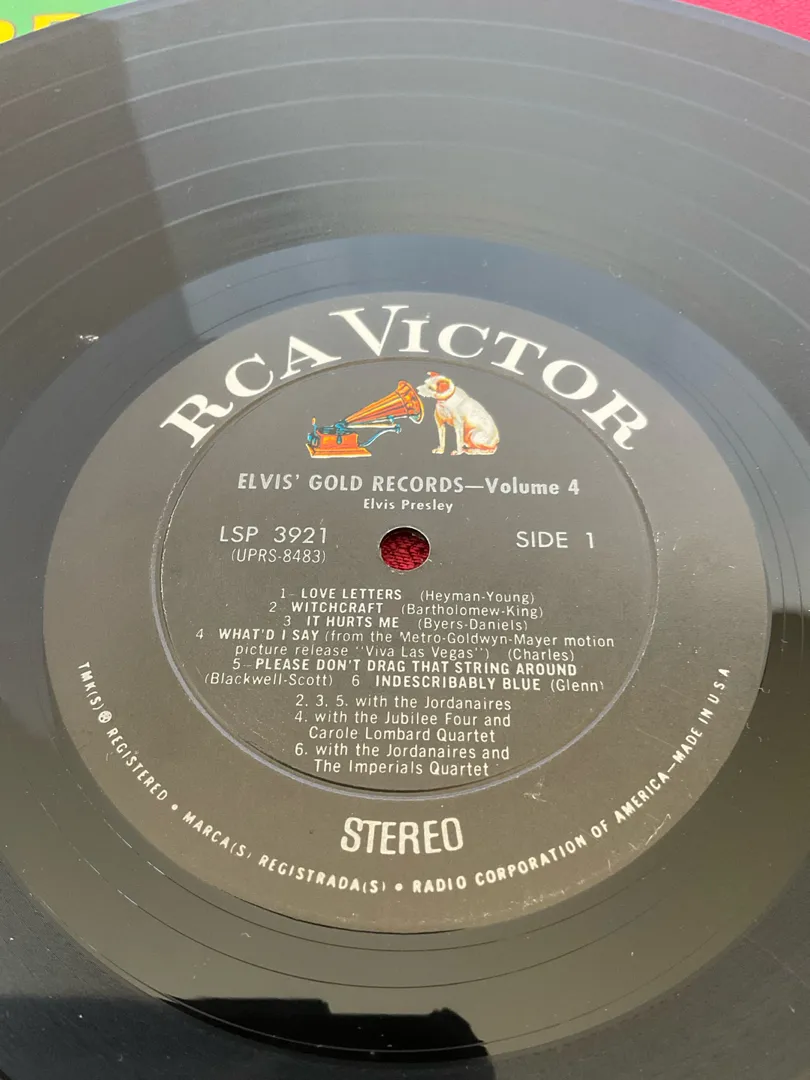 RCA VICTOR
ELVIS' GOLD RECORDS—Volume 4
Elvis Presley
LSP 3921 SIDE 1
(UPRS-8483)
1- LOVE LETTERS (Heyman-Young)
2 WITCHCRAFT (Bartholomew-King)
3 IT HURTS ME (Byers-Daniels)
4 WHAT'D I SAY (from the Metro-Goldwyn-Mayer motion
picture release "Viva Las Vegas") (Charles)
5-PLEASE DON'T DRAG THAT STRING AROUND
(Blackwell-Scott) 6 INDESCRIBABLY BLUE (Glenn)
2. 3. 5. with the Jordanaires
4. with the Jubilee Four and
Carole Lombard Quartet
6. with the Jordanaires and
The Imperials Quartet
STEREO
TMK(S)® REGISTERED • MARCA(S) REGISTRADA(S) • RADIO CORPORATION OF AMERICA—MADE IN U.S.A